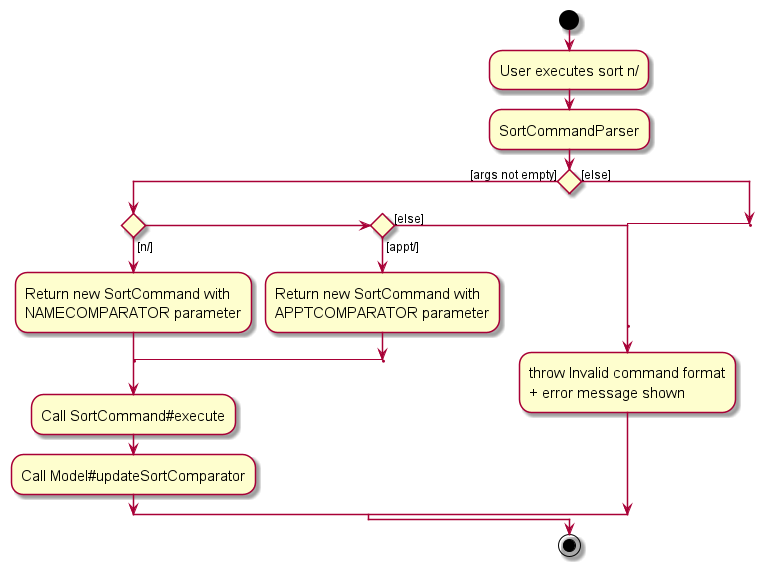 User executes sort n/
SortCommandParser
[args not empty]
[else]
[else]
[n/]
[appt/]
Return new SortCommand with
NAMECOMPARATOR parameter
Return new SortCommand with
APPTCOMPARATOR parameter
throw Invalid command format
+ error message shown
Call SortCommand#execute
Call Model#updateSortComparator